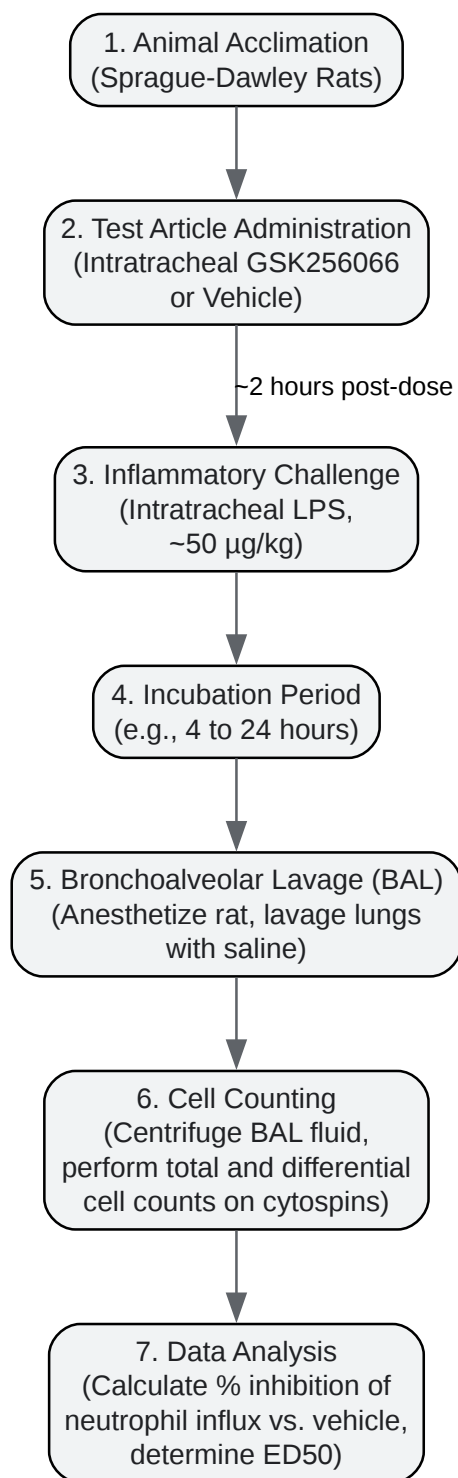 1. Animal Acclimation
(Sprague-Dawley Rats)
2. Test Article Administration
(Intratracheal GSK256066
or Vehicle)
~2 hours post-dose
3. Inflammatory Challenge
(Intratracheal LPS,
~50 µg/kg)
4. Incubation Period
(e.g., 4 to 24 hours)
5. Bronchoalveolar Lavage (BAL)
(Anesthetize rat, lavage lungs
with saline)
6. Cell Counting
(Centrifuge BAL fluid,
perform total and differential
cell counts on cytospins)
7. Data Analysis
(Calculate % inhibition of
neutrophil influx vs. vehicle,
determine ED50)